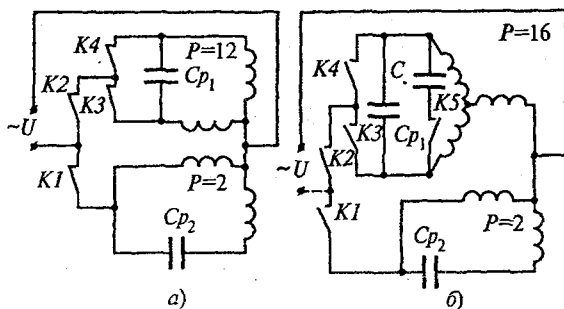 K4
P=12
Cp₁
K2
K3
~U
K1
P=2
Cp₂
а)
P=16
K4
C
K5
K3
Cp₁
K2
~U
K1
Cp₂
P=2
б)